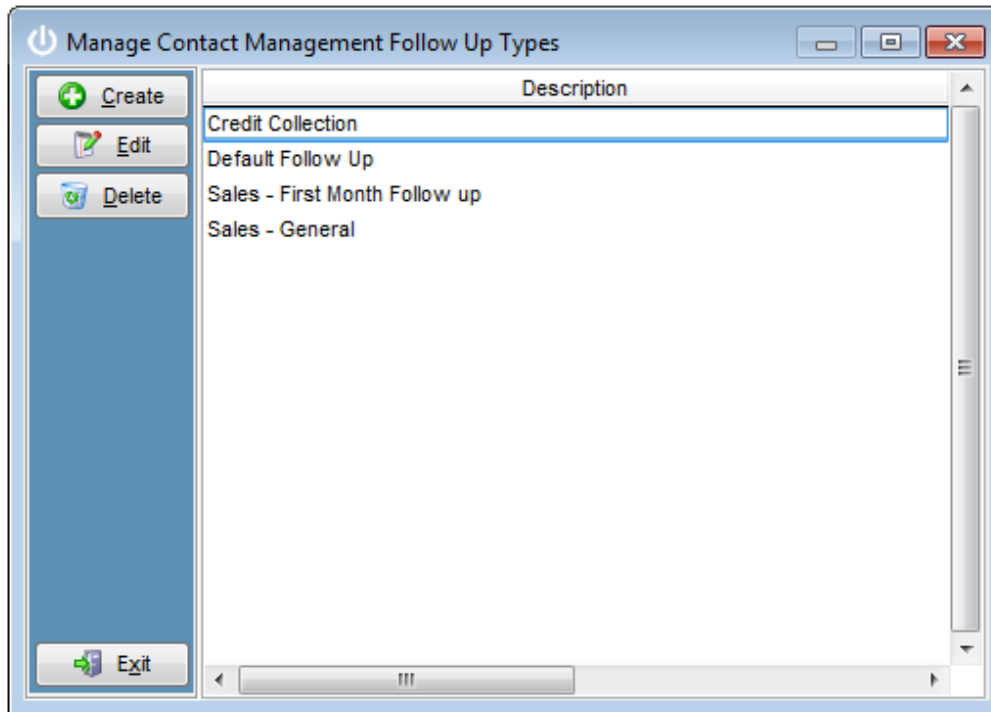 Manage Contact Management Follow Up Types
Create
Edit
Delete
Exit
Description
Credit Collection
Default Follow Up
Sales - First Month Follow up
Sales - General